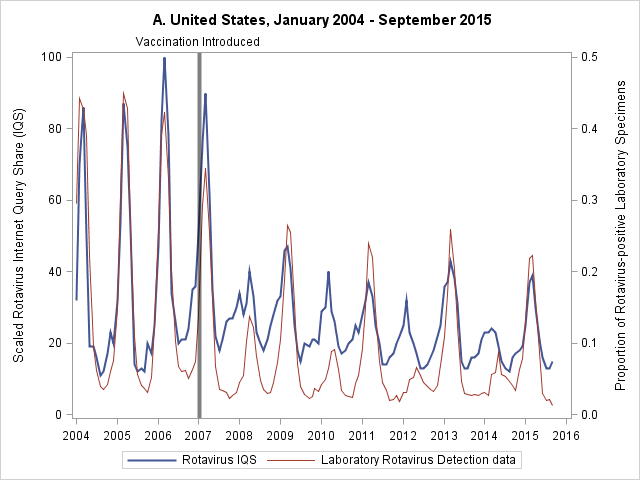 A. United States, January 2004 - September 2015
Vaccination Introduced
Scaled Rotavirus Internet Query Share (IQS)
100
80
60
40
20
0
0.5
0.4
0.3
0.2
0.1
0.0
Proportion of Rotavirus-positive Laboratory Specimens
2004 2005 2006 2007 2008 2009 2010 2011 2012 2013 2014 2015 2016
Rotavirus IQS Laboratory Rotavirus Detection data